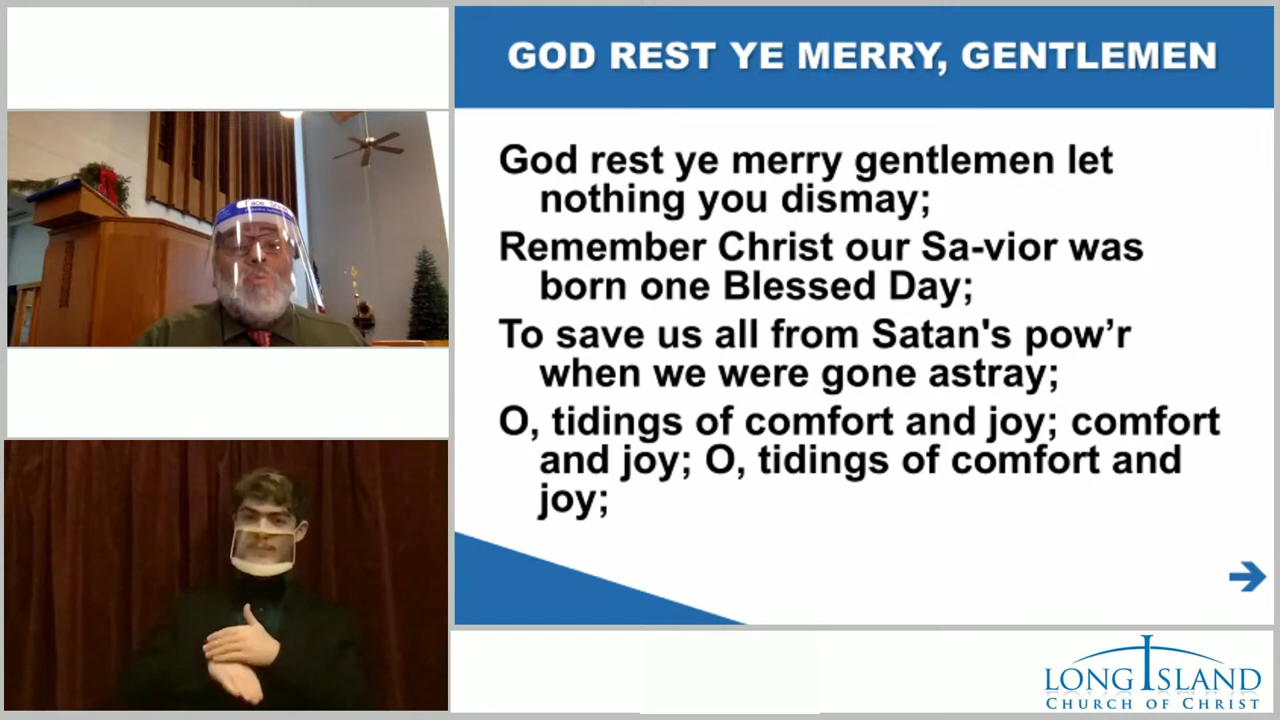 GOD REST YE MERRY, GENTLEMEN
God rest ye merry gentlemen let
nothing you dismay;
Remember Christ our Sa-vior was
born one Blessed Day;
To save us all from Satan's pow’r
when we were gone astray;
O, tidings of comfort and joy; comfort
and joy; O, tidings of comfort and
joy;
Face Shield
LONG ISLAND
CHURCH OF CHRIST